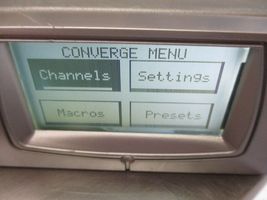 CONVERGE MENU
Channels Settings
Macros Presets